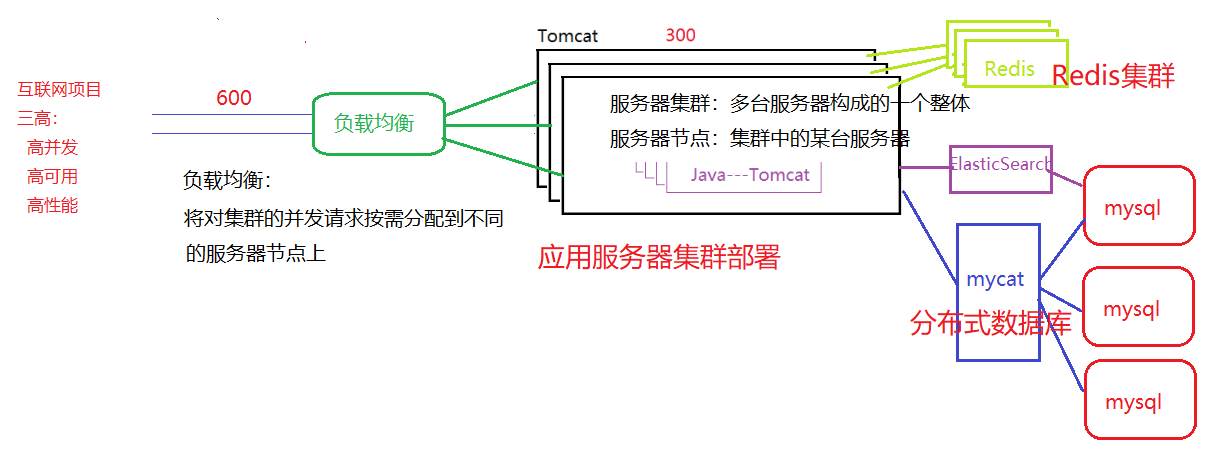 互联网项目
三高：
高并发
高可用
高性能
600
负载均衡
负载均衡：
将对集群的并发请求按需分配到不同
的服务器节点上
Tomcat
300
服务器集群：多台服务器构成的一个整体
服务器节点：集群中的某台服务器
Java---Tomcat
应用服务器集群部署
Redis
Redis集群
ElasticSearch
mycat
分布式数据库
mysql
mysql
mysql